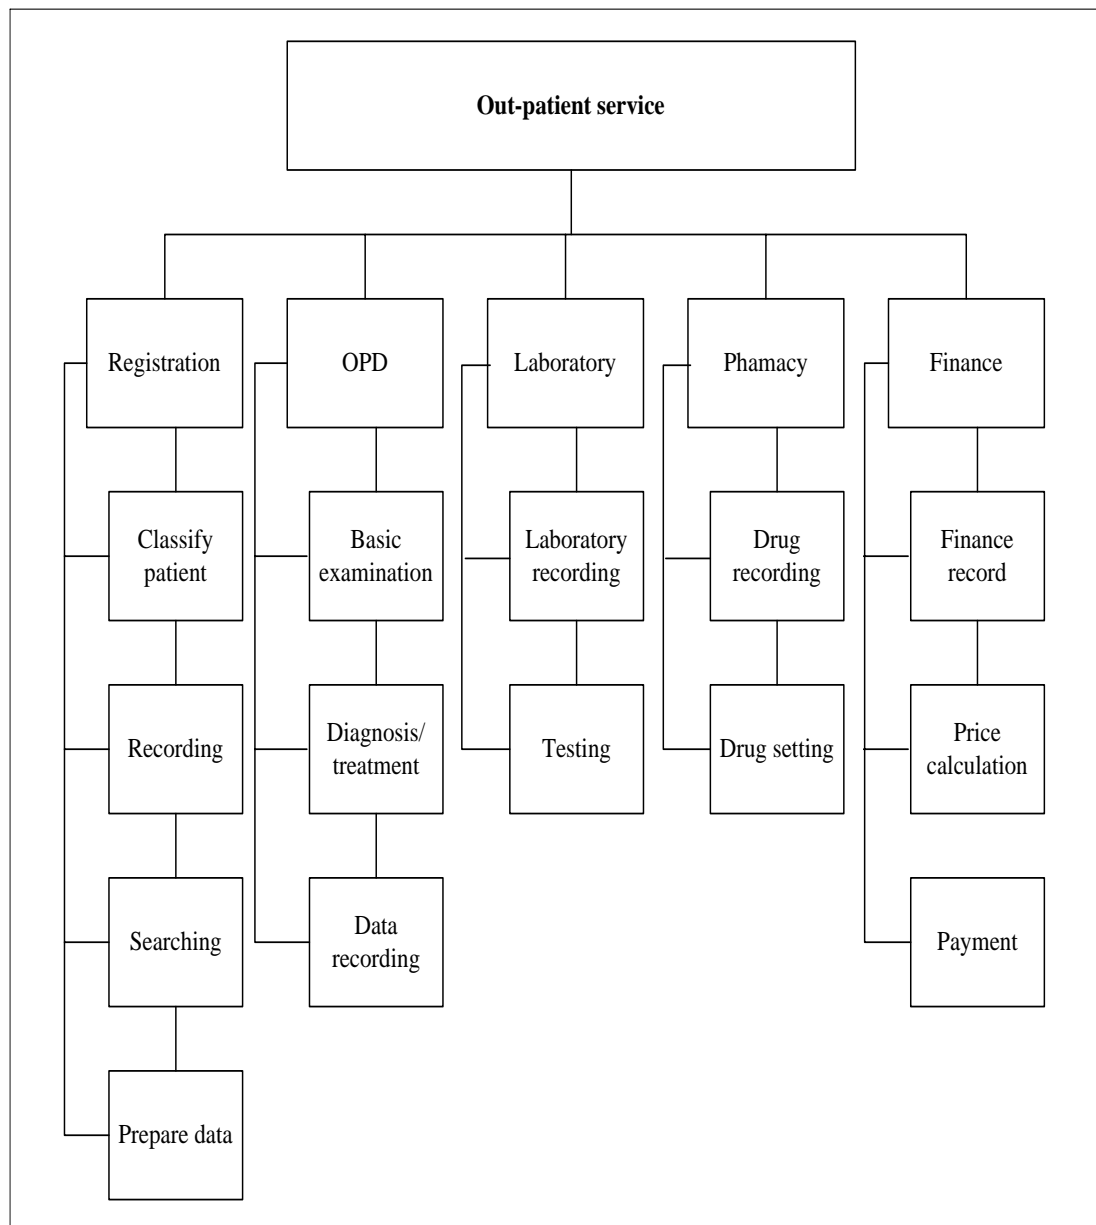 Out-patient service
Registration
OPD
Laboratory
Phamacy
Finance
Classify
patient
Basic
examination
Laboratory
recording
Drug
recording
Finance
record
Recording
Diagnosis/
treatment
Testing
Drug setting
Price
calculation
Searching
Data
recording
Payment
Prepare data